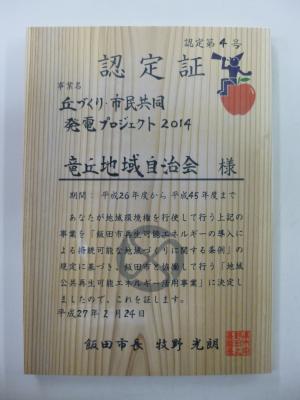 認定第4号
認定証
事業名
丘づくり・市民共同
発電プロジェクト2014
竜丘地域自治会 様
期間：平成26年度から平成45年度まで
あなたが地域環境権を行使して行う上記の
事業を「飯田市再生可能エネルギーの導入に
よる持続可能な地域づくりに関する条例」の
規定に基づき、飯田市と協働して行う「地域
公共再生可能エネルギー活用事業」に決定し
ましたので、これを証します。
平成27年2月24日
飯田市長 牧野光朗